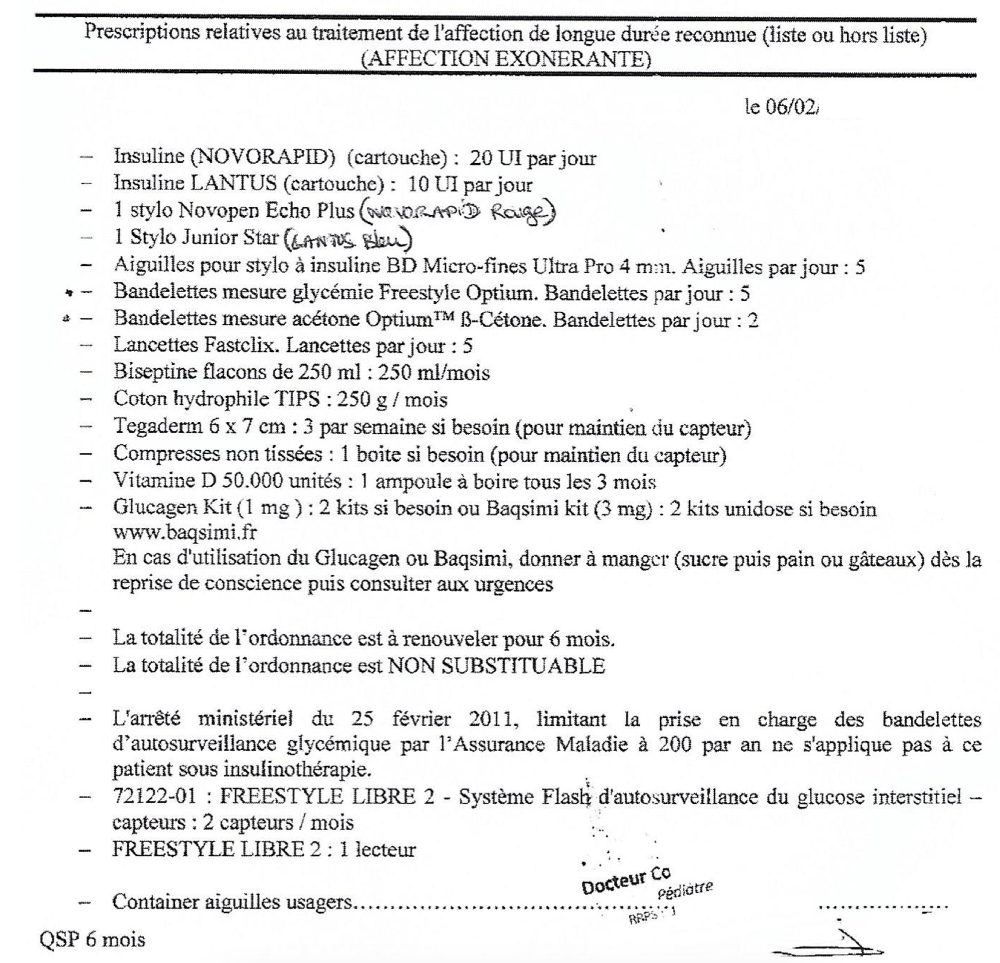 Prescriptions relatives au traitement de l'affection de longue durée reconnue (liste ou hors liste)
(AFFECTION EXONERANTE)
le 06/02
– Insuline (NOVORAPID) (cartouche) : 20 UI par jour
– Insuline LANTUS (cartouche) : 10 UI par jour
– 1 stylo Novopen Echo Plus (NOVORAPID Rouge)
– 1 Stylo Junior Star (LANTUS Bleu)
– Aiguilles pour stylo à insuline BD Micro-fines Ultra Pro 4 mm. Aiguilles par jour : 5
– Bandelettes mesure glycémie Freestyle Optium. Bandelettes par jour : 5
– Bandelettes mesure acétone Optium™ ß-Cétone. Bandelettes par jour : 2
– Lancettes Fastclix. Lancettes par jour : 5
– Biseptine flacons de 250 ml : 250 ml/mois
– Coton hydrophile TIPS : 250 g / mois
– Tegaderm 6 x 7 cm : 3 par semaine si besoin (pour maintien du capteur)
– Compresses non tissées : 1 boite si besoin (pour maintien du capteur)
– Vitamine D 50.000 unités : 1 ampoule à boire tous les 3 mois
– Glucagen Kit (1 mg ) : 2 kits si besoin ou Baqsimi kit (3 mg) : 2 kits unidose si besoin
www.baqsimi.fr
En cas d'utilisation du Glucagen ou Baqsimi, donner à manger (sucre puis pain ou gâteaux) dès la
reprise de conscience puis consulter aux urgences
–
– La totalité de l'ordonnance est à renouveler pour 6 mois.
– La totalité de l'ordonnance est NON SUBSTITUABLE
–
– L'arrêté ministériel du 25 février 2011, limitant la prise en charge des bandelettes
d'autosurveillance glycémique par l'Assurance Maladie à 200 par an ne s'applique pas à ce
patient sous insulinothérapie.
– 72122-01 : FREESTYLE LIBRE 2 - Système Flash d'autosurveillance du glucose interstitiel –
capteurs : 2 capteurs / mois
– FREESTYLE LIBRE 2 : 1 lecteur
Docteur Co
Pédiatre
– Container aiguilles usagers....................................................
QSP 6 mois